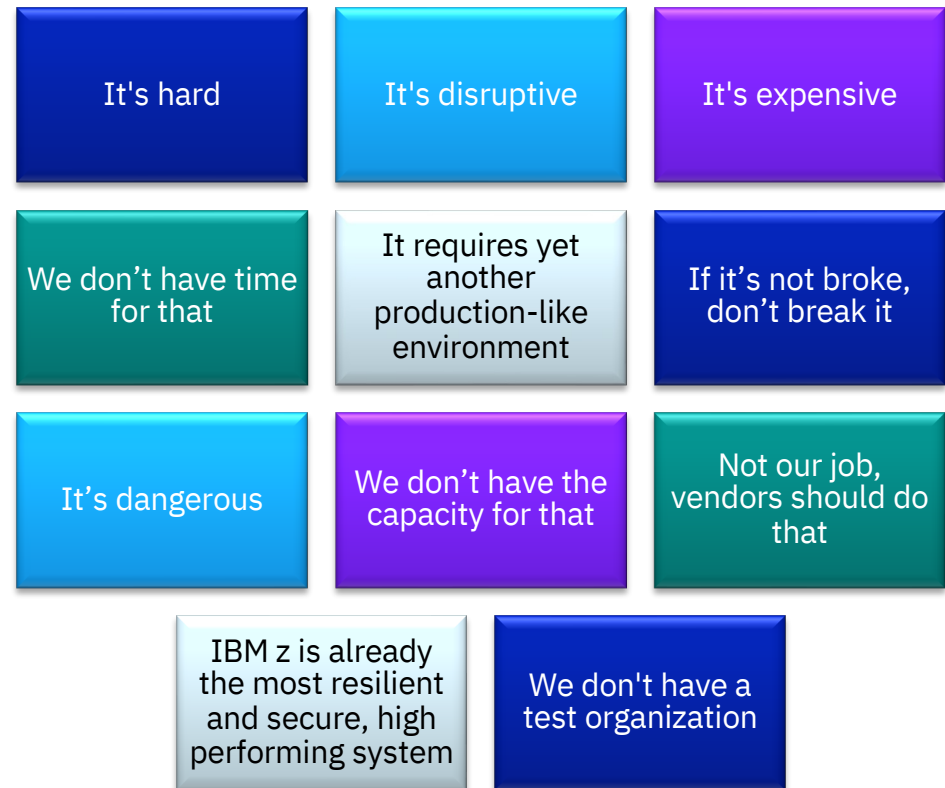 It's hard
It's disruptive
It's expensive
We don’t have time
for that
It requires yet
another
production-like
environment
If it’s not broke,
don’t break it
It’s dangerous
We don’t have the
capacity for that
Not our job,
vendors should do
that
IBM z is already
the most resilient
and secure, high
performing system
We don't have a
test organization